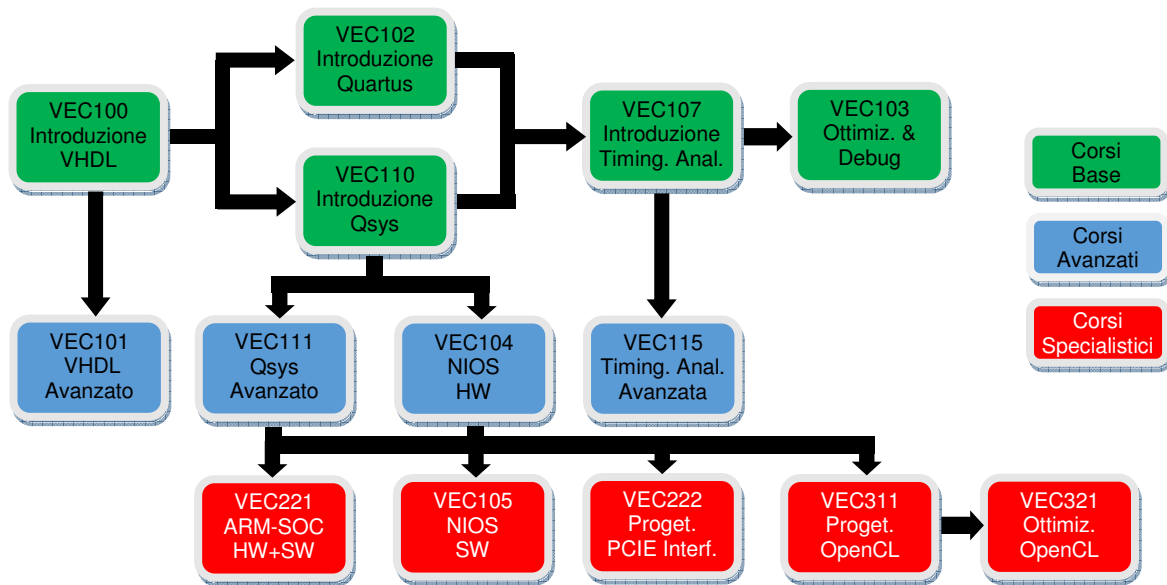 VEC102
Introduzione
Quartus
VEC100
Introduzione
VHDL
VEC107
Introduzione
Timing. Anal.
VEC103
Ottimiz. &
Debug
VEC110
Introduzione
Qsys
Corsi
Base
Corsi
Avanzati
Corsi
Specialistici
VEC101
VHDL
Avanzato
VEC111
Qsys
Avanzato
VEC104
NIOS
HW
VEC115
Timing. Anal.
Avanzata
VEC221
ARM-SOC
HW+SW
VEC105
NIOS
SW
VEC222
Proget.
PCIE Interf.
VEC311
Proget.
OpenCL
VEC321
Ottimiz.
OpenCL